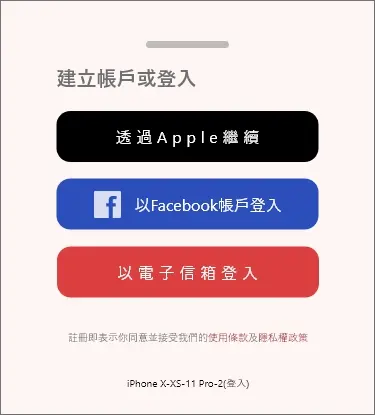 建立帳戶或登入
透過Apple繼續
以Facebook帳戶登入
以電子信箱登入
註冊即表示你同意並接受我們的使用條款及隱私權政策
iPhone X-XS-11 Pro-2(登入)